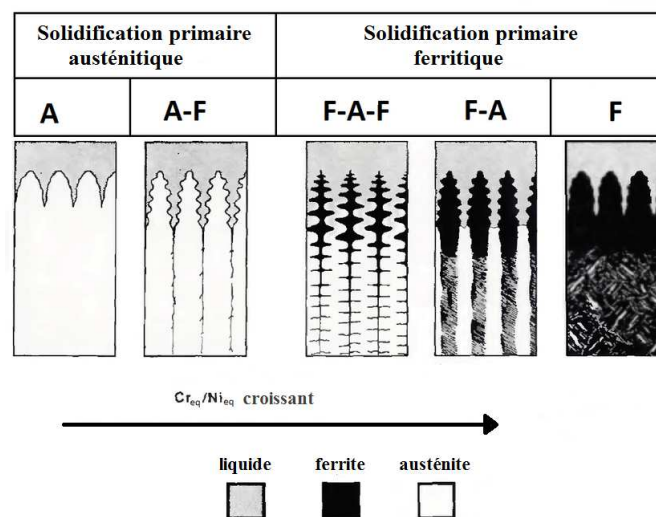 Solidification primaire
austénitique
Solidification primaire
ferritique
A
A-F
F-A-F
F-A
F
Creq/Nieq croissant
liquide
ferrite
austénite